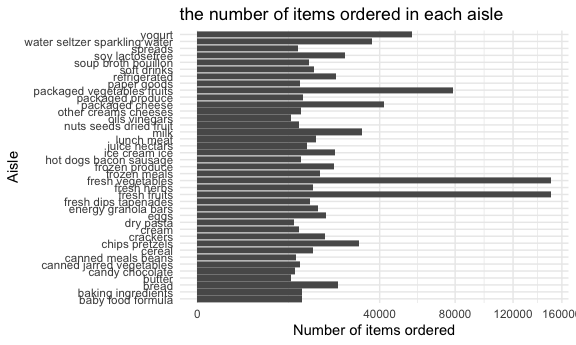 the number of items ordered in each aisle
yogurt
water seltzer sparkling water
spreads
soy lactosefree
soup broth bouillon
soft drinks
refrigerated
paper goods
packaged vegetables fruits
packaged produce
packaged cheese
other creams cheeses
oils vinegars
nuts seeds dried fruit
milk
lunch meat
juice nectars
ice cream ice
hot dogs bacon sausage
frozen produce
frozen meals
fresh vegetables
fresh herbs
fresh fruits
fresh dips tapenades
energy granola bars
eggs
dry pasta
cream
crackers
chips pretzels
cereal
canned meals beans
canned jarred vegetables
candy chocolate
butter
bread
baking ingredients
baby food formula
Aisle
0 40000 80000 120000 160000
Number of items ordered